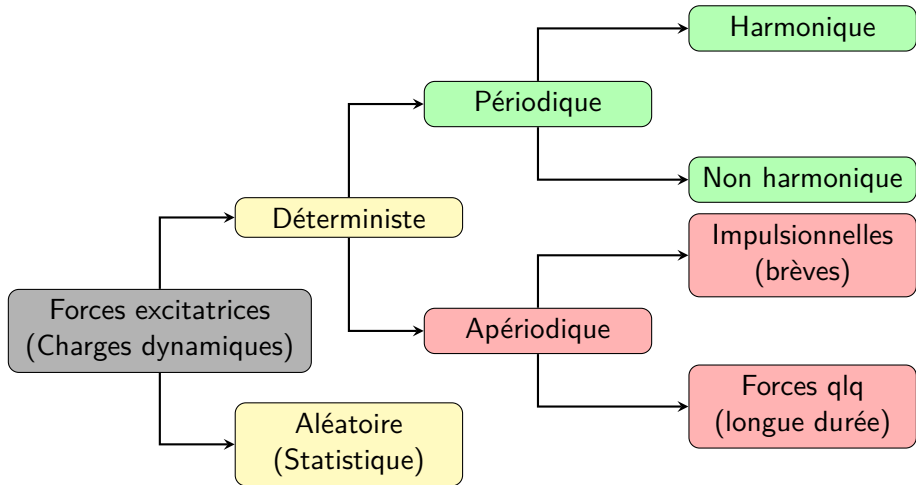 Harmonique
Périodique
Non harmonique
Déterministe
Impulsionnelles
(brèves)
Forces excitatrices
(Charges dynamiques)
Apériodique
Forces qlq
(longue durée)
Aléatoire
(Statistique)